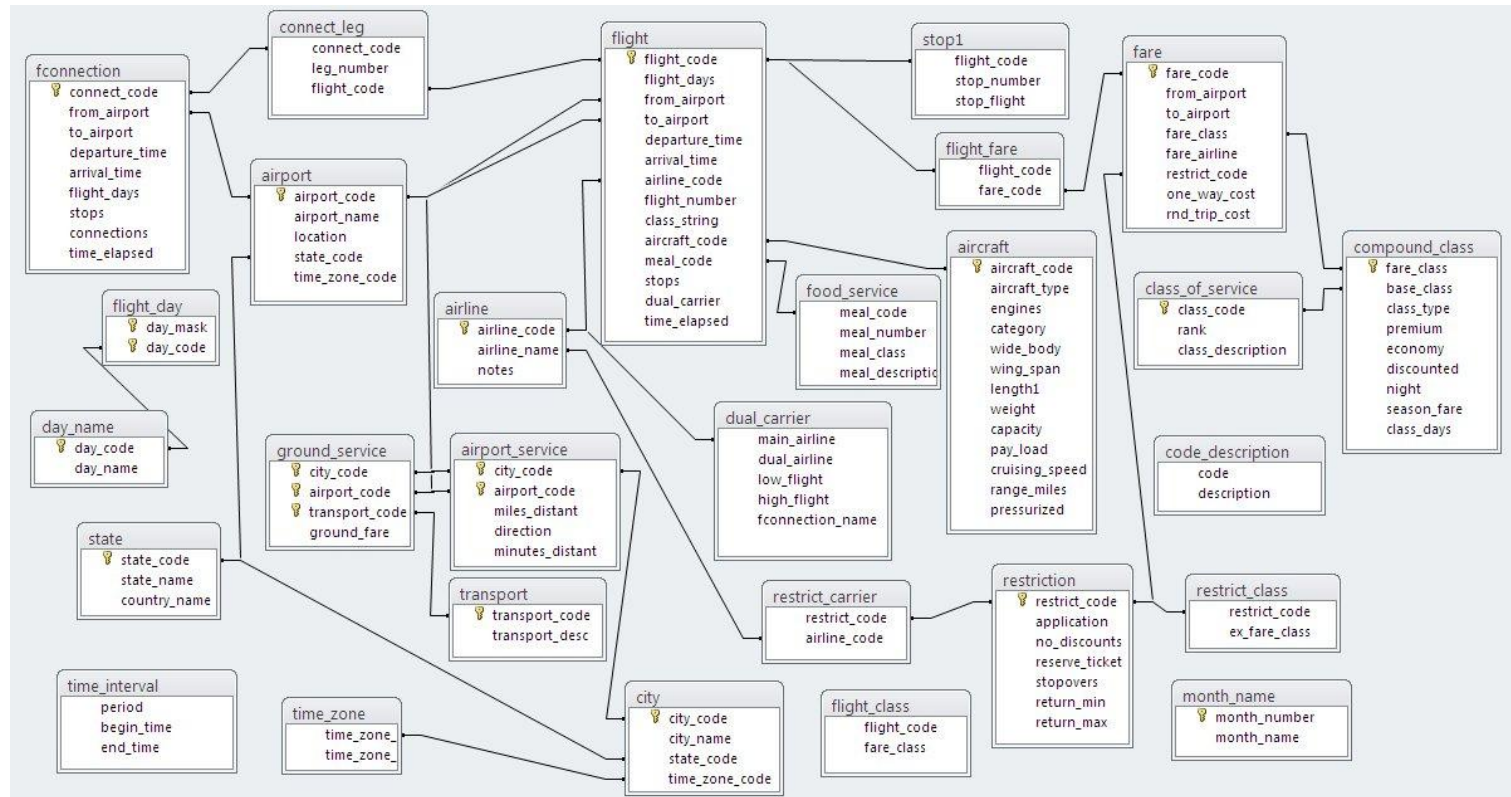 connect_leg
connect_code
leg_number
flight_code
fconnection
connect_code
from_airport
to_airport
departure_time
arrival_time
flight_days
stops
connections
time_elapsed
flight
flight_code
flight_days
from_airport
to_airport
departure_time
arrival_time
airline_code
flight_number
class_string
aircraft_code
meal_code
stops
dual_carrier
time_elapsed
stop1
flight_code
stop_number
stop_flight
fare
fare_code
from_airport
to_airport
fare_class
fare_airline
restrict_code
one_way_cost
rnd_trip_cost
flight_fare
flight_code
fare_code
airport
airport_code
airport_name
location
state_code
time_zone_code
aircraft
aircraft_code
aircraft_type
engines
category
wide_body
wing_span
length1
weight
capacity
pay_load
cruising_speed
range_miles
pressurized
compound_class
fare_class
base_class
class_type
premium
economy
discounted
night
season_fare
class_days
class_of_service
class_code
rank
class_description
food_service
meal_code
meal_number
meal_class
meal_descriptic
flight_day
day_mask
day_code
airline
airline_code
airline_name
notes
day_name
day_code
day_name
ground_service
city_code
airport_code
transport_code
ground_fare
airport_service
city_code
airport_code
miles_distant
direction
minutes_distant
dual_carrier
main_airline
dual_airline
low_flight
high_flight
fconnection_name
code_description
code
description
state
state_code
state_name
country_name
transport
transport_code
transport_desc
restrict_carrier
restrict_code
airline_code
restriction
restrict_code
application
no_discounts
reserve_ticket
stopovers
return_min
return_max
restrict_class
restrict_code
ex_fare_class
time_interval
period
begin_time
end_time
time_zone
time_zone_
time_zone_
city
city_code
city_name
state_code
time_zone_code
flight_class
flight_code
fare_class
month_name
month_number
month_name